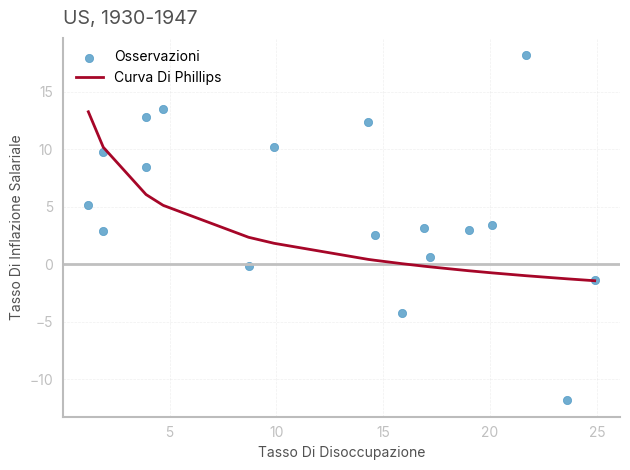 US, 1930-1947
Osservazioni
Curva Di Phillips
Tasso Di Inflazione Salariale
15
10
5
0
−5
−10
5
10
15
20
25
Tasso Di Disoccupazione